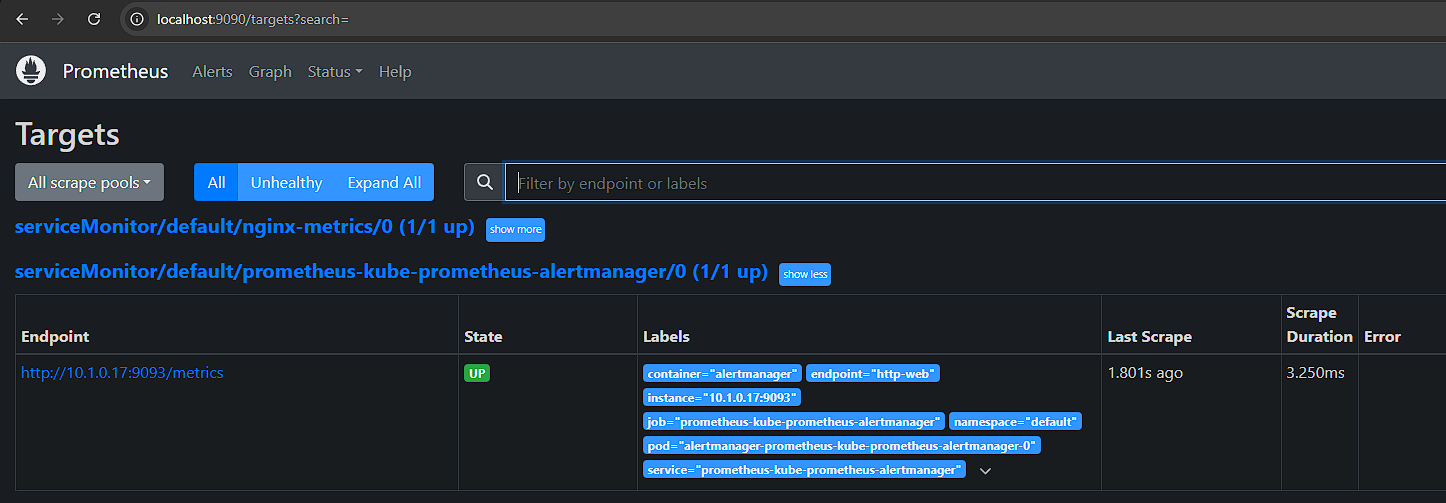 localhost:9090/targets?search=
Prometheus Alerts Graph Status Help
Targets
All scrape pools All Unhealthy Expand All Filter by endpoint or labels
serviceMonitor/default/nginx-metrics/0 (1/1 up) show more
serviceMonitor/default/prometheus-kube-prometheus-alertmanager/0 (1/1 up) show less
Endpoint State Labels Last Scrape Scrape Duration Error
http://10.1.0.17:9093/metrics UP container="alertmanager" endpoint="http-web" 1.801s ago 3.250ms
instance="10.1.0.17:9093"
job="prometheus-kube-prometheus-alertmanager" namespace="default"
pod="alertmanager-prometheus-kube-prometheus-alertmanager-0"
service="prometheus-kube-prometheus-alertmanager"